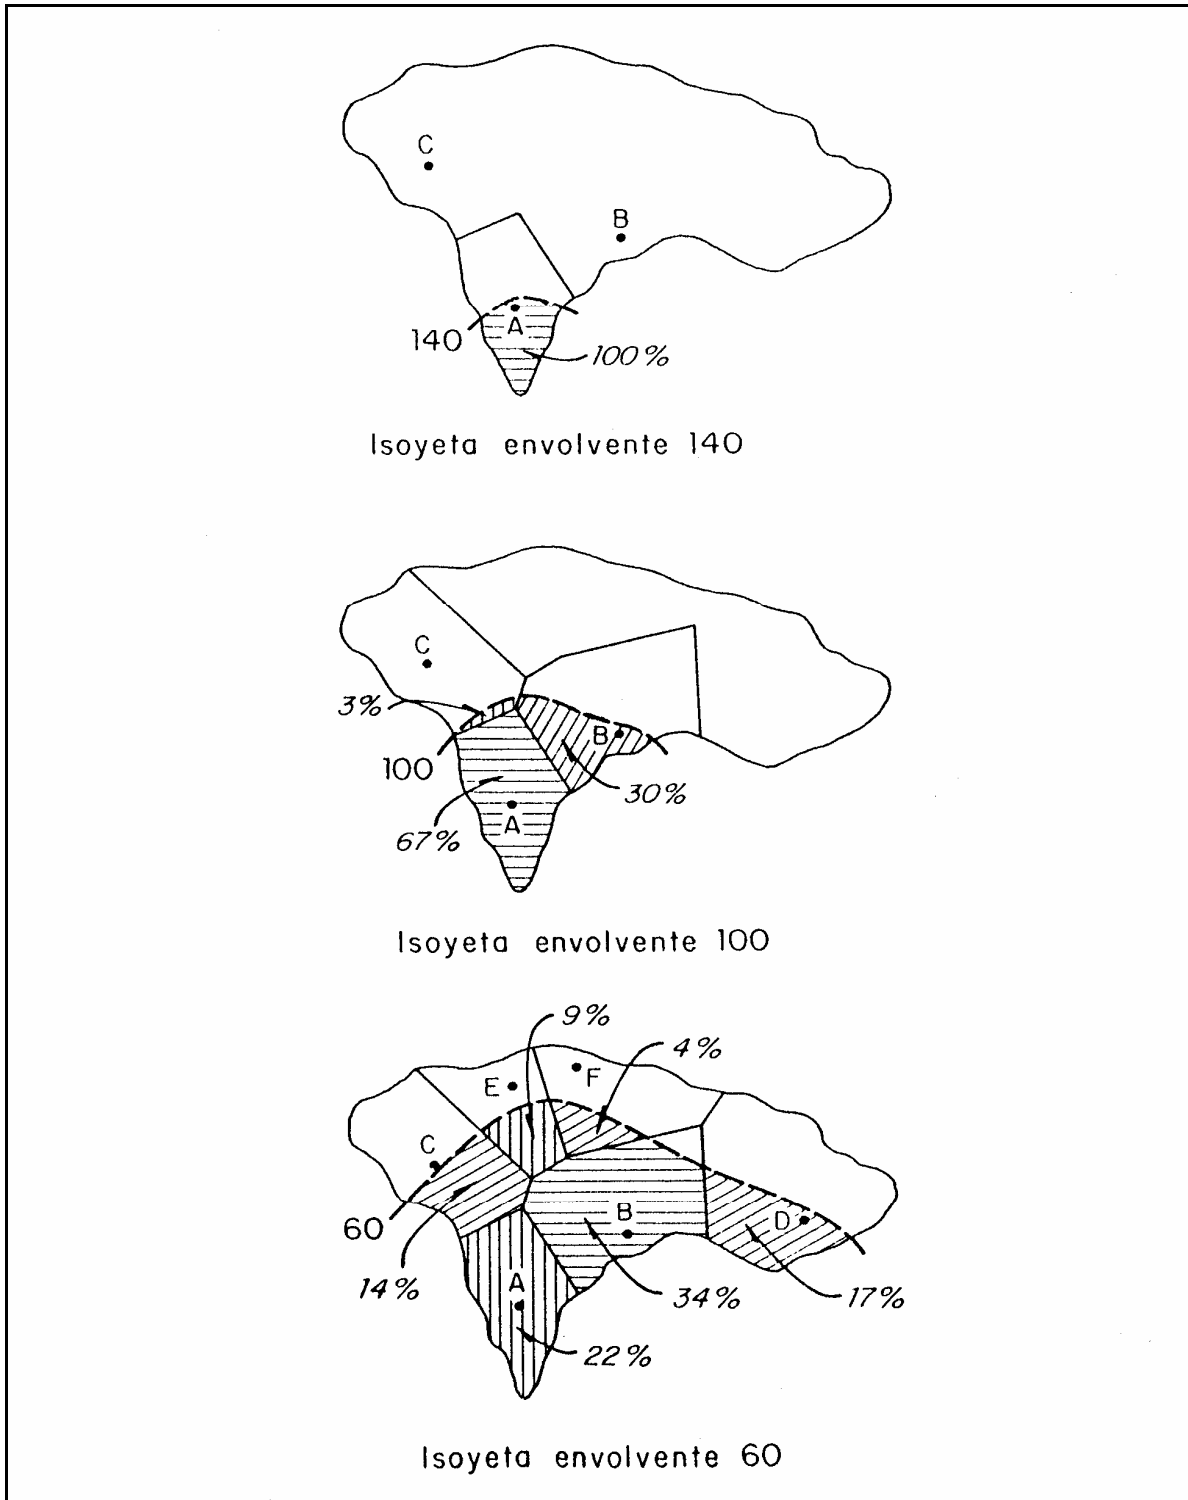 C
B
A
140
100%
Isoyeta envolvente 140
C
3%
B
100
30%
A
67%
Isoyeta envolvente 100
9%
4%
E
F
C
60
B
D
A
14%
34%
17%
22%
Isoyeta envolvente 60